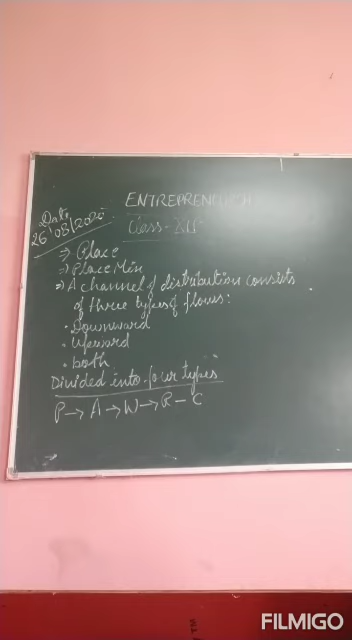 ENTREPRENEURSH
Date
26/08/2020
Class-XII
⇒ Place
⇒ Place Mix
⇒ A channel of distribution consists
of three types of flows:
• Downward
• Upward
• both
Divided into four types
P → A → W → R - C
FILMIGO